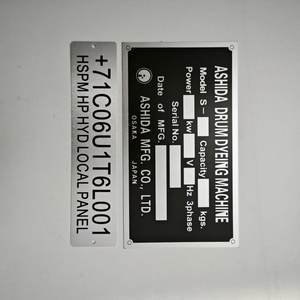 ASHIDA DRUM DYEING MACHINE
Model S- Capacity kgs.
Power kw V Hz 3phase
Serial No.
Date of MFG.
ASHIDA MFG. CO., LTD.
OSAKA JAPAN
+71C06U1T6L001
HSPM HP HYD LOCAL PANEL